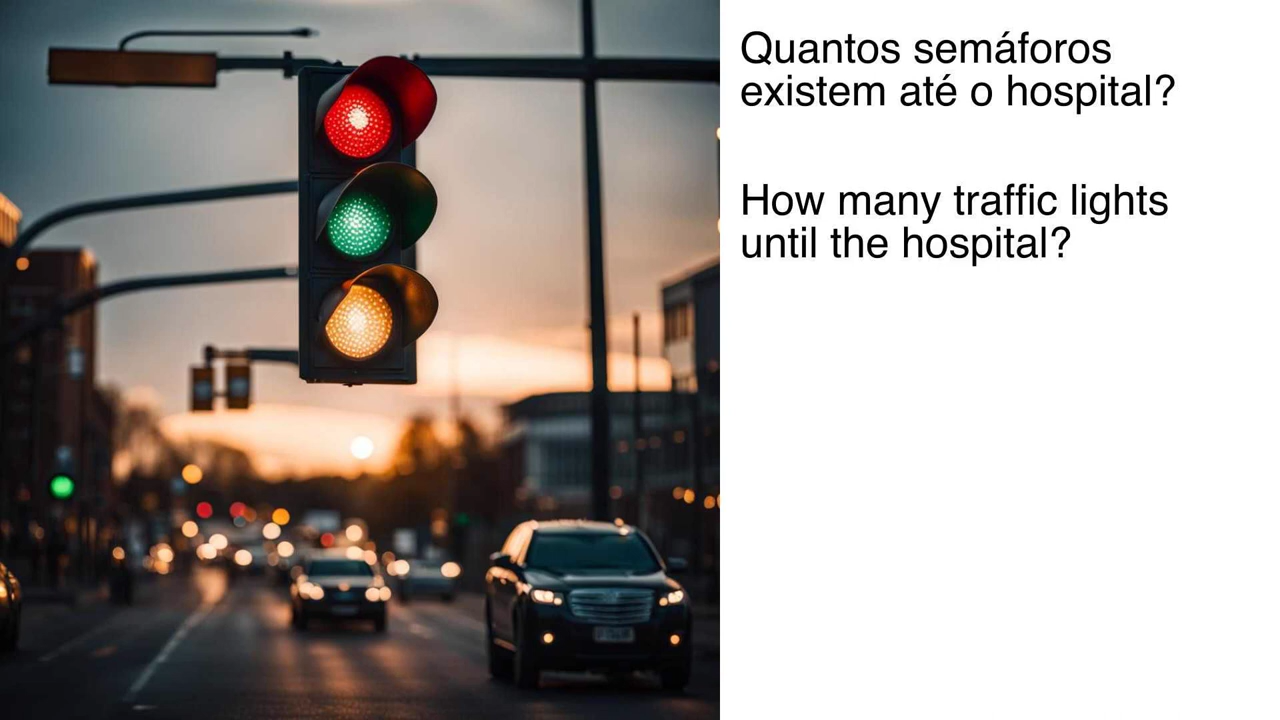 Quantos semáforos
existem até o hospital?
How many traffic lights
until the hospital?